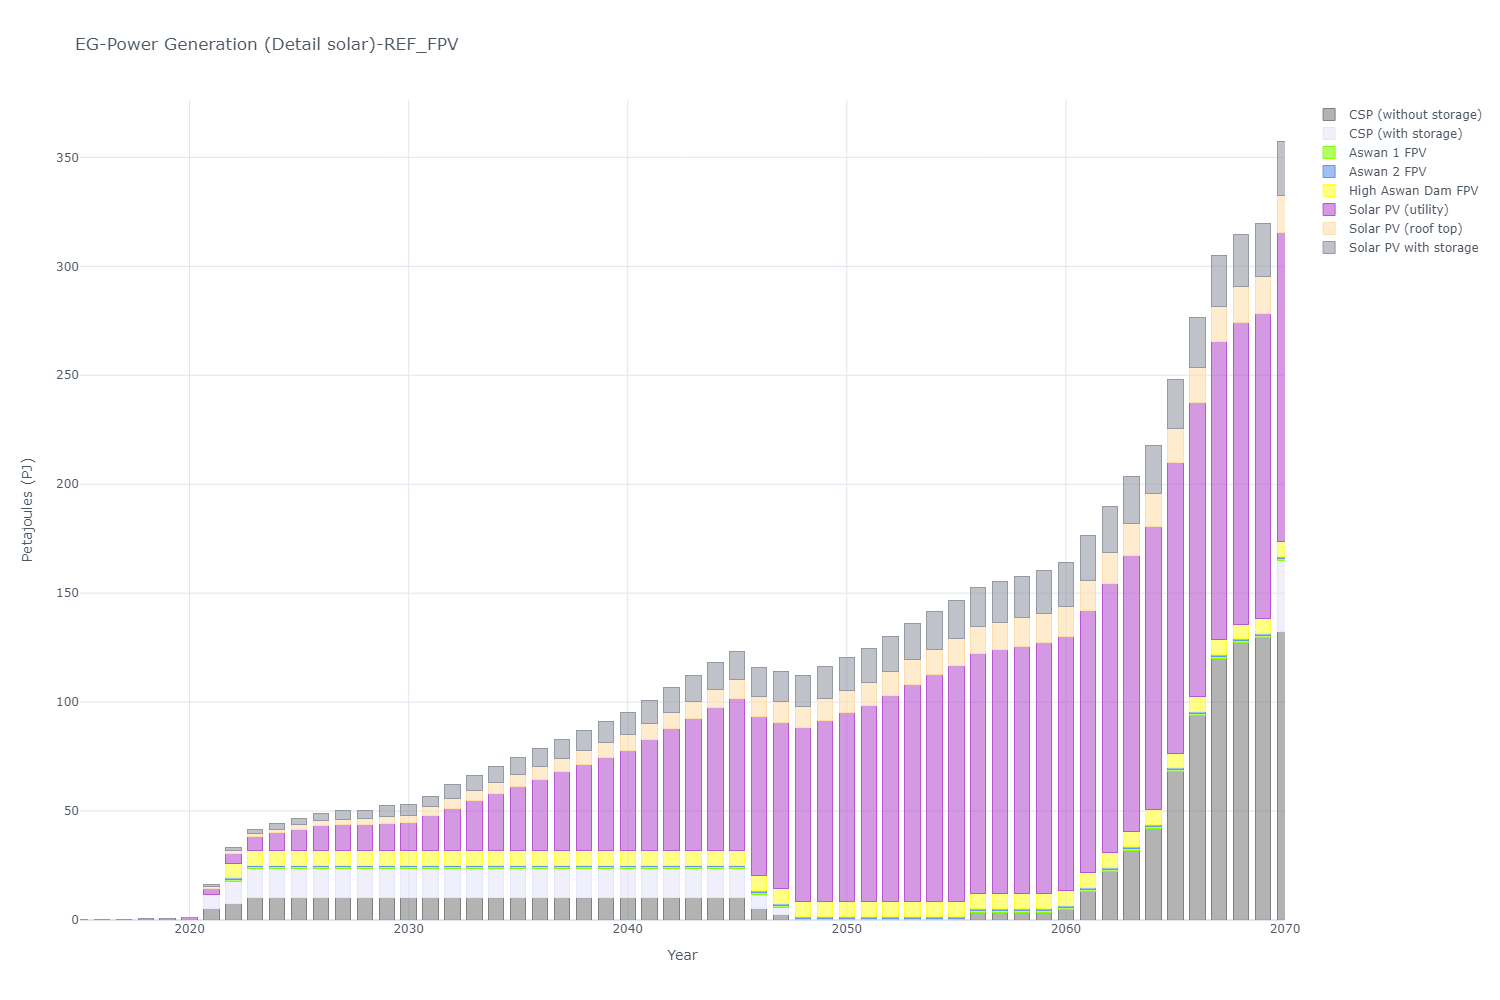 EG-Power Generation (Detail solar)-REF_FPV
CSP (without storage)
CSP (with storage)
Aswan 1 FPV
Aswan 2 FPV
High Aswan Dam FPV
Solar PV (utility)
Solar PV (roof top)
Solar PV with storage
Petajoules (PJ)
350
300
250
200
150
100
50
0
2020
2030
2040
2050
2060
2070
Year